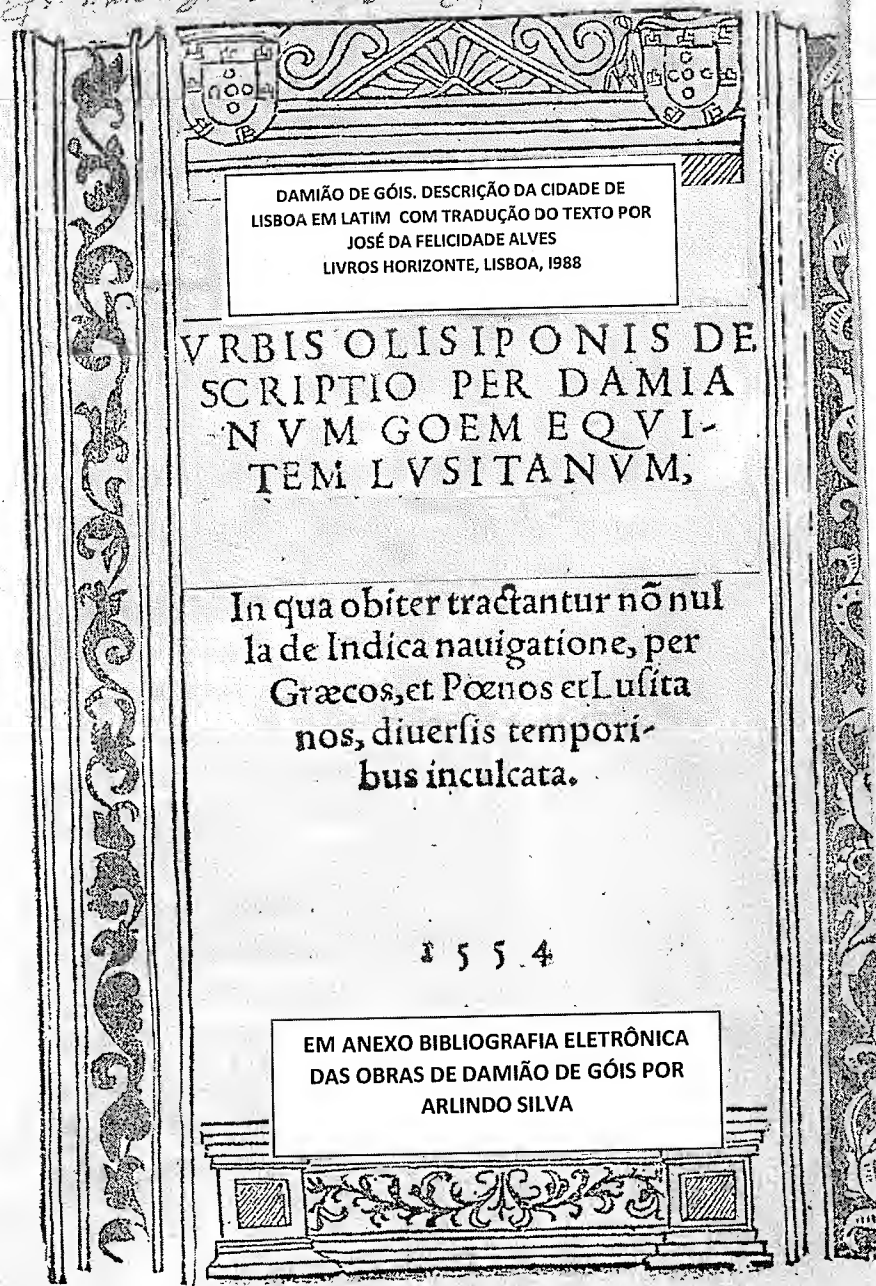 DAMIÃO DE GÓIS. DESCRIÇÃO DA CIDADE DE
LISBOA EM LATIM COM TRADUÇÃO DO TEXTO POR
JOSÉ DA FELICIDADE ALVES
LIVROS HORIZONTE, LISBOA, I988
VRBIS OLISIPONIS DE
SCRIPTIO PER DAMIA
NVM GOEM EQVI-
TEM LVSITANVM,
In qua obiter tractantur nõ nul
la de Indica nauigatione, per
Græcos, et Pœnos et Luſita
nos, diuerſis tempori-
bus inculcata.
1554
EM ANEXO BIBLIOGRAFIA ELETRÔNICA
DAS OBRAS DE DAMIÃO DE GÓIS POR
ARLINDO SILVA